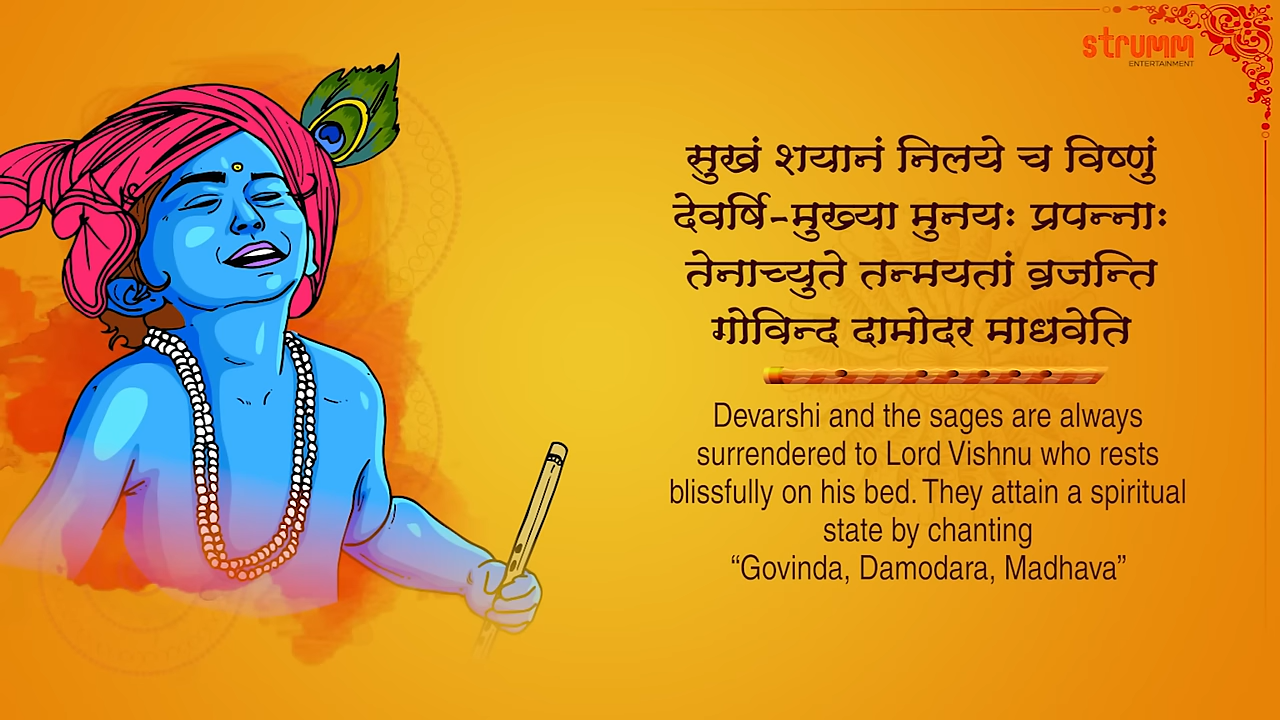 strumm
ENTERTAINMENT
सुखं शयानं निलये च विष्णुं
देवर्षि-मुख्या मुनयः प्रपन्नाः
तेनाच्युते तन्मयतां व्रजन्ति
गोविन्द दामोदर माधवेति
Devarshi and the sages are always
surrendered to Lord Vishnu who rests
blissfully on his bed. They attain a spiritual
state by chanting
“Govinda, Damodara, Madhava”